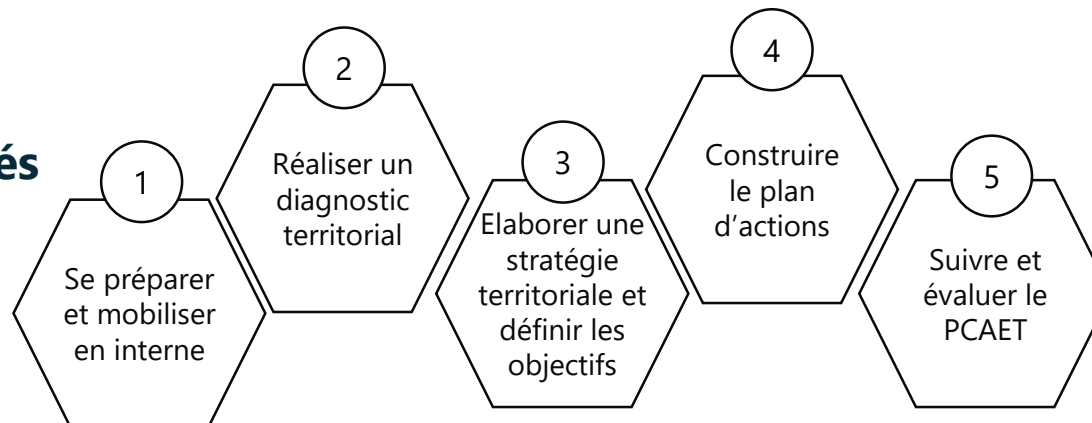 és
1
Se préparer
et mobiliser
en interne
2
Réaliser un
diagnostic
territorial
3
Elaborer une
stratégie
territoriale et
définir les
objectifs
4
Construire
le plan
d’actions
5
Suivre et
évaluer le
PCAET